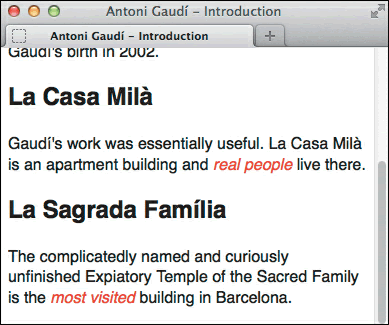 Antoni Gaudí – Introduction
Antoni Gaudí – Introduction
Gaudí's birth in 2002.
La Casa Milà
Gaudí's work was essentially useful. La Casa Milà
is an apartment building and real people live there.
La Sagrada Família
The complicatedly named and curiously
unfinished Expiatory Temple of the Sacred Family
is the most visited building in Barcelona.